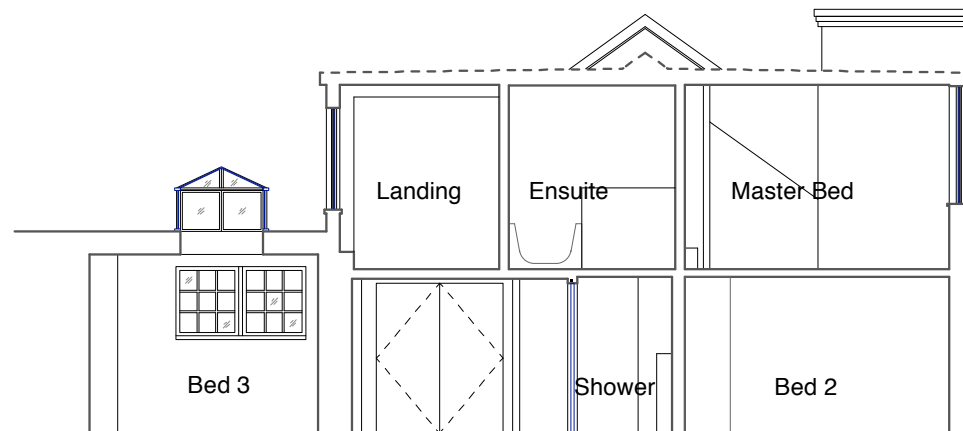 Landing
Ensuite
Master Bed
Bed 3
Shower
Bed 2